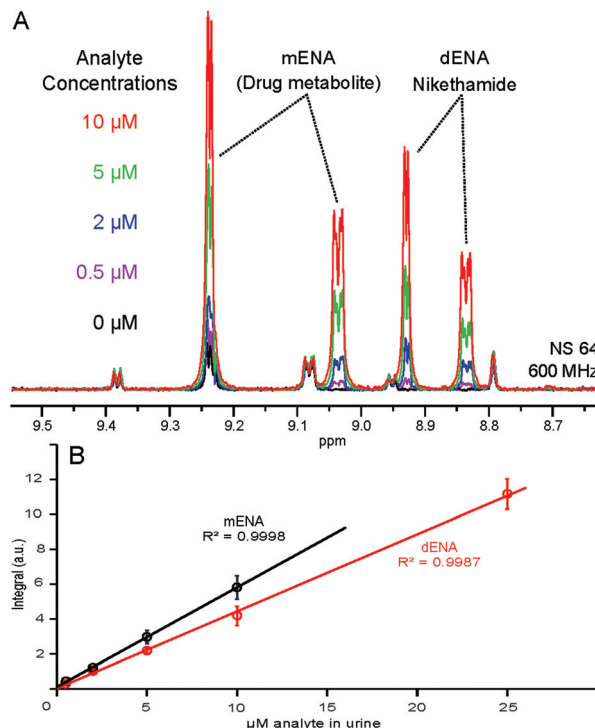 A
Analyte
Concentrations
10 µM
5 µM
2 µM
0.5 µM
0 µM
mENA
(Drug metabolite)
dENA
Nikethamide
NS 64
600 MHz
9.5 9.4 9.3 9.2 9.1 9.0 8.9 8.8 8.7
ppm
B
12
10
8
6
4
2
Integral (a.u.)
mENA
R² = 0.9998
dENA
R² = 0.9987
0 5 10 15 20 25
µM analyte in urine